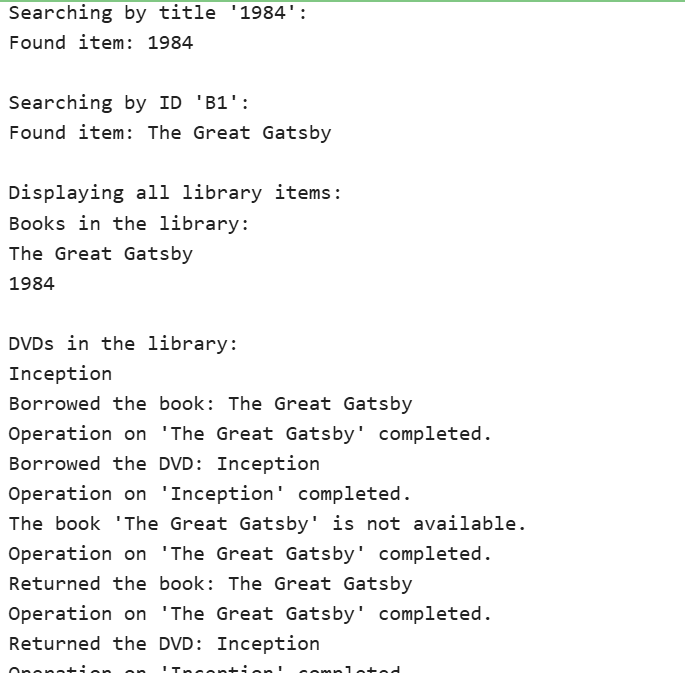 Searching by title '1984':
Found item: 1984
Searching by ID 'B1':
Found item: The Great Gatsby
Displaying all library items:
Books in the library:
The Great Gatsby
1984
DVDs in the library:
Inception
Borrowed the book: The Great Gatsby
Operation on 'The Great Gatsby' completed.
Borrowed the DVD: Inception
Operation on 'Inception' completed.
The book 'The Great Gatsby' is not available.
Operation on 'The Great Gatsby' completed.
Returned the book: The Great Gatsby
Operation on 'The Great Gatsby' completed.
Returned the DVD: Inception
Operation on 'Inception' completed